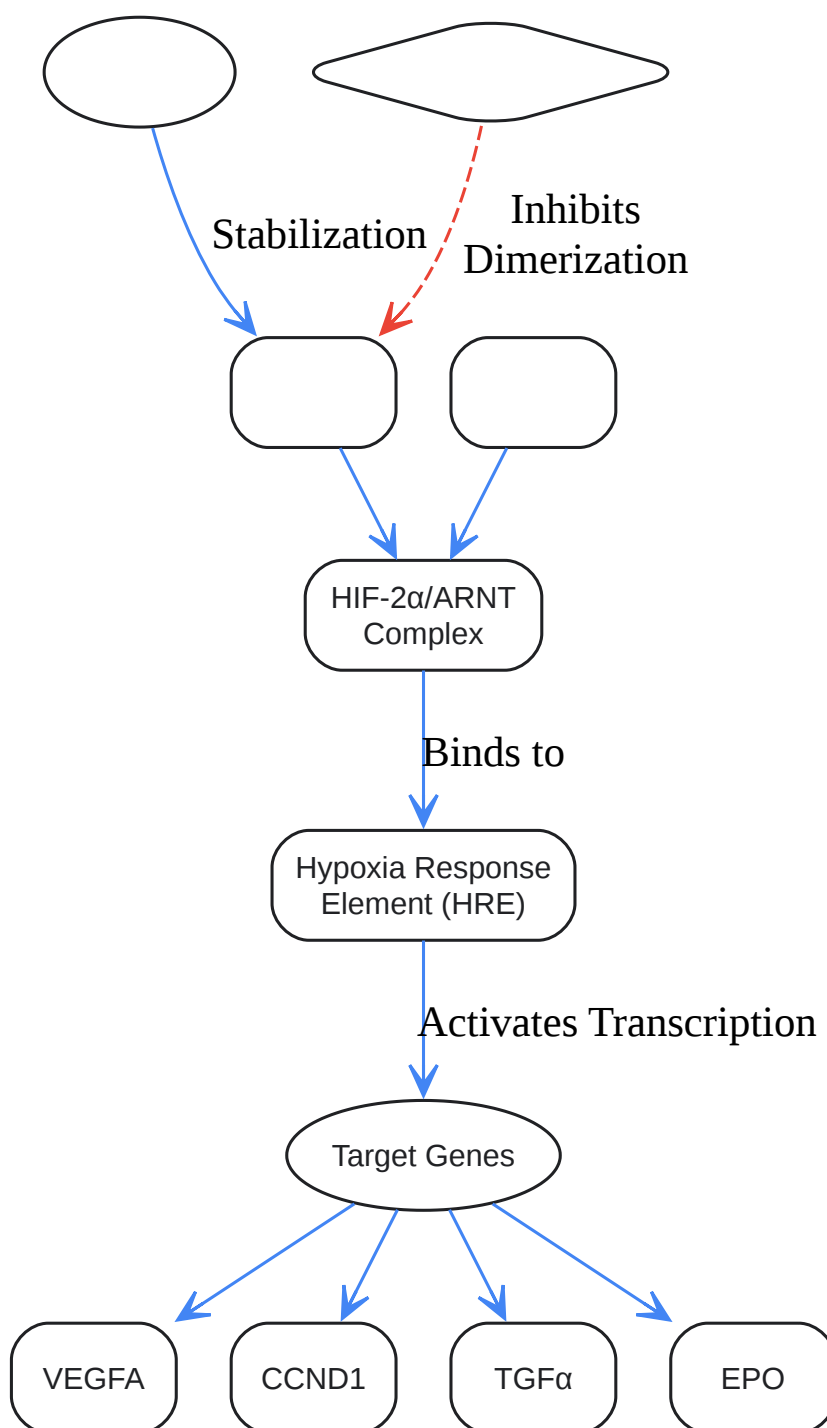 Stabilization
Inhibits
Dimerization
HIF-2α/ARNT
Complex
Binds to
Hypoxia Response
Element (HRE)
Activates Transcription
Target Genes
VEGFA
CCND1
TGFα
EPO